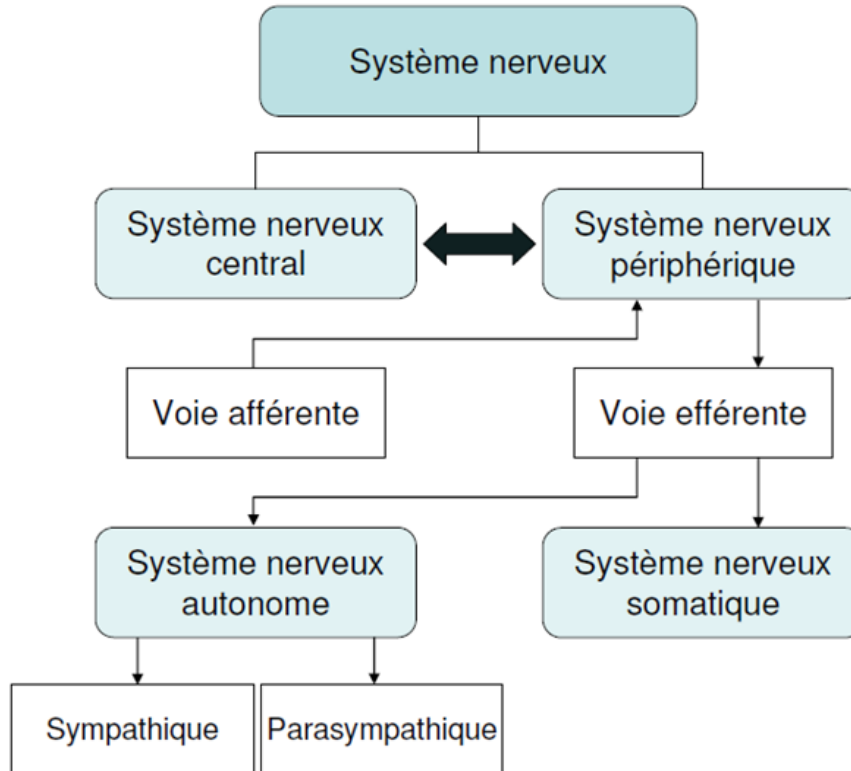 Système nerveux
Système nerveux
central
Système nerveux
périphérique
Voie afférente
Voie efférente
Système nerveux
autonome
Système nerveux
somatique
Sympathique
Parasympathique